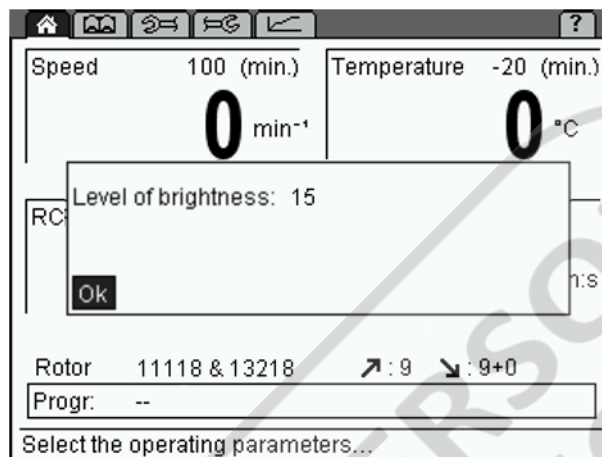 ?
Speed 100 (min.)
0 min⁻¹
Temperature -20 (min.)
0 °C
RC
Level of brightness: 15
Ok
n:s
Rotor 11118 & 13218 ↗: 9 ↘: 9+0
Progr: --
Select the operating parameters...